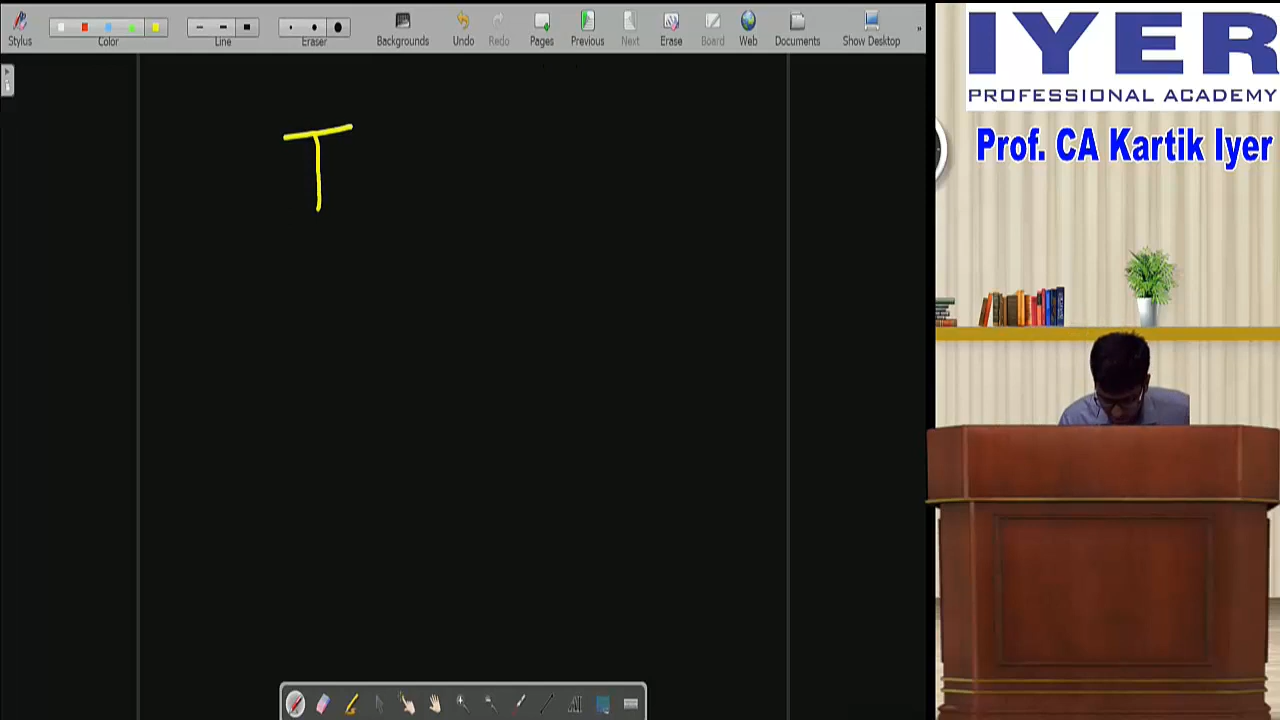 Stylus
Color
Line
Eraser
Backgrounds
Undo
Redo
Pages
Previous
Next
Erase
Board
Web
Documents
Show Desktop
»
T
AI
IYER
PROFESSIONAL ACADEMY
Prof. CA Kartik Iyer